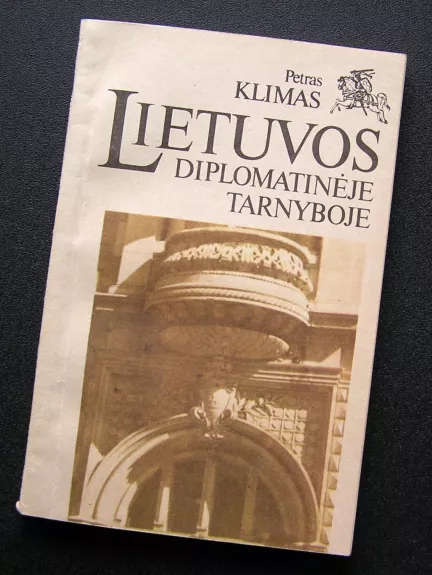 Petras
KLIMAS
LIETUVOS
DIPLOMATINĖJE
TARNYBOJE